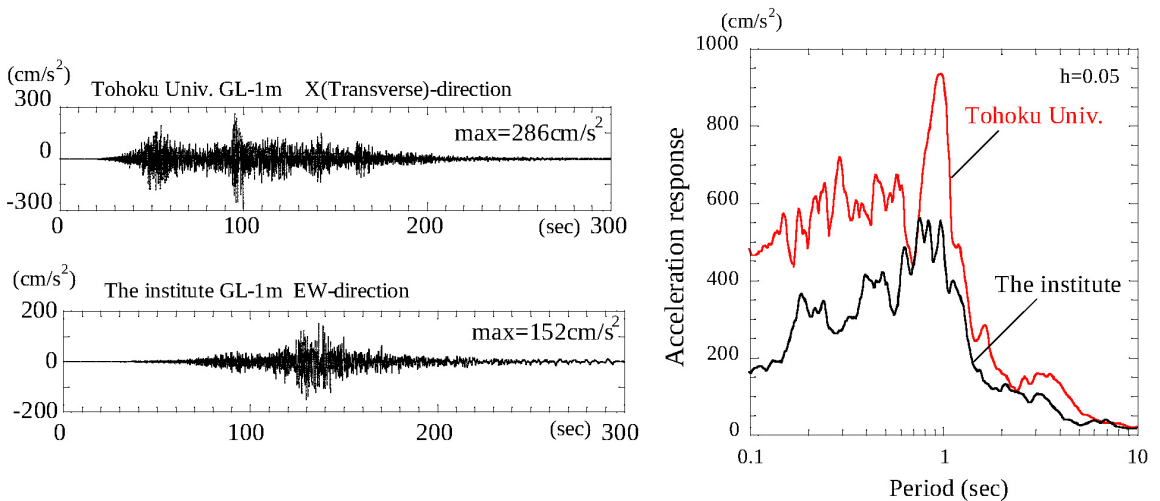 (cm/s²)
Tohoku Univ. GL-1m X(Transverse)-direction
300
max=286cm/s²
0
-300
0
100
200
(sec)
300
(cm/s²)
The institute GL-1m EW-direction
200
max=152cm/s²
0
-200
0
100
200
(sec)
300
(cm/s²)
1000
h=0.05
Tohoku Univ.
800
600
400
The institute
200
0
Acceleration response
0.1
1
10
Period (sec)